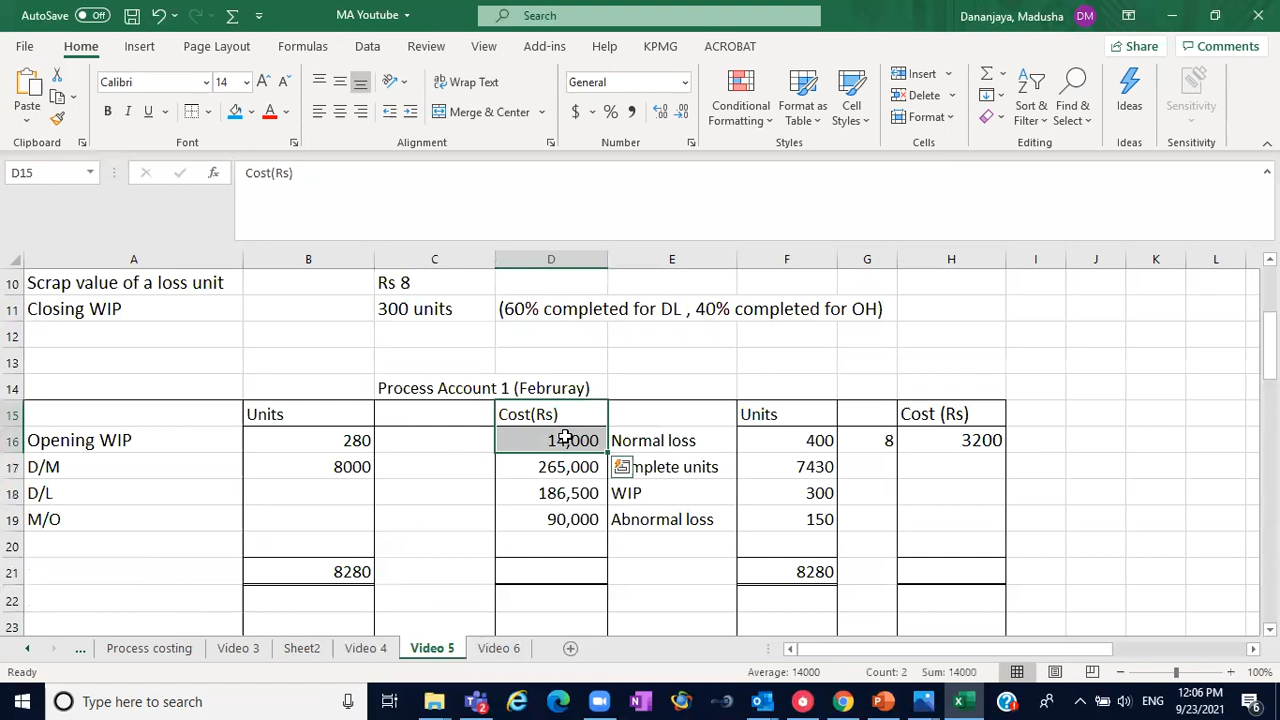 AutoSave Off MA Youtube Search Dananjaya, Madusha DM
File Home Insert Page Layout Formulas Data Review View Add-ins Help KPMG ACROBAT Share Comments
Paste Calibri 14 Wrap Text General Conditional Formatting Format as Table Cell Styles Insert Delete Format Sort & Filter Find & Select Ideas Sensitivity
B I U Merge & Center $ %
Clipboard Font Alignment Number Styles Cells Editing Ideas Sensitivity
D15 fx Cost(Rs)
A B C D E F G H I J K L
10 Scrap value of a loss unit Rs 8
11 Closing WIP 300 units (60% completed for DL , 40% completed for OH)
12
13
14 Process Account 1 (Februray)
15 Units Cost(Rs) Units Cost (Rs)
16 Opening WIP 280 Normal loss 400 8 3200
17 D/M 8000 265,000 mplete units 7430
18 D/L 186,500 WIP 300
19 M/O 90,000 Abnormal loss 150
20
21 8280 8280
22
23
... Process costing Video 3 Sheet2 Video 4 Video 5 Video 6
Ready Average: 14000 Count: 2 Sum: 14000 100%
Type here to search ENG 12:06 PM 9/23/2021 6